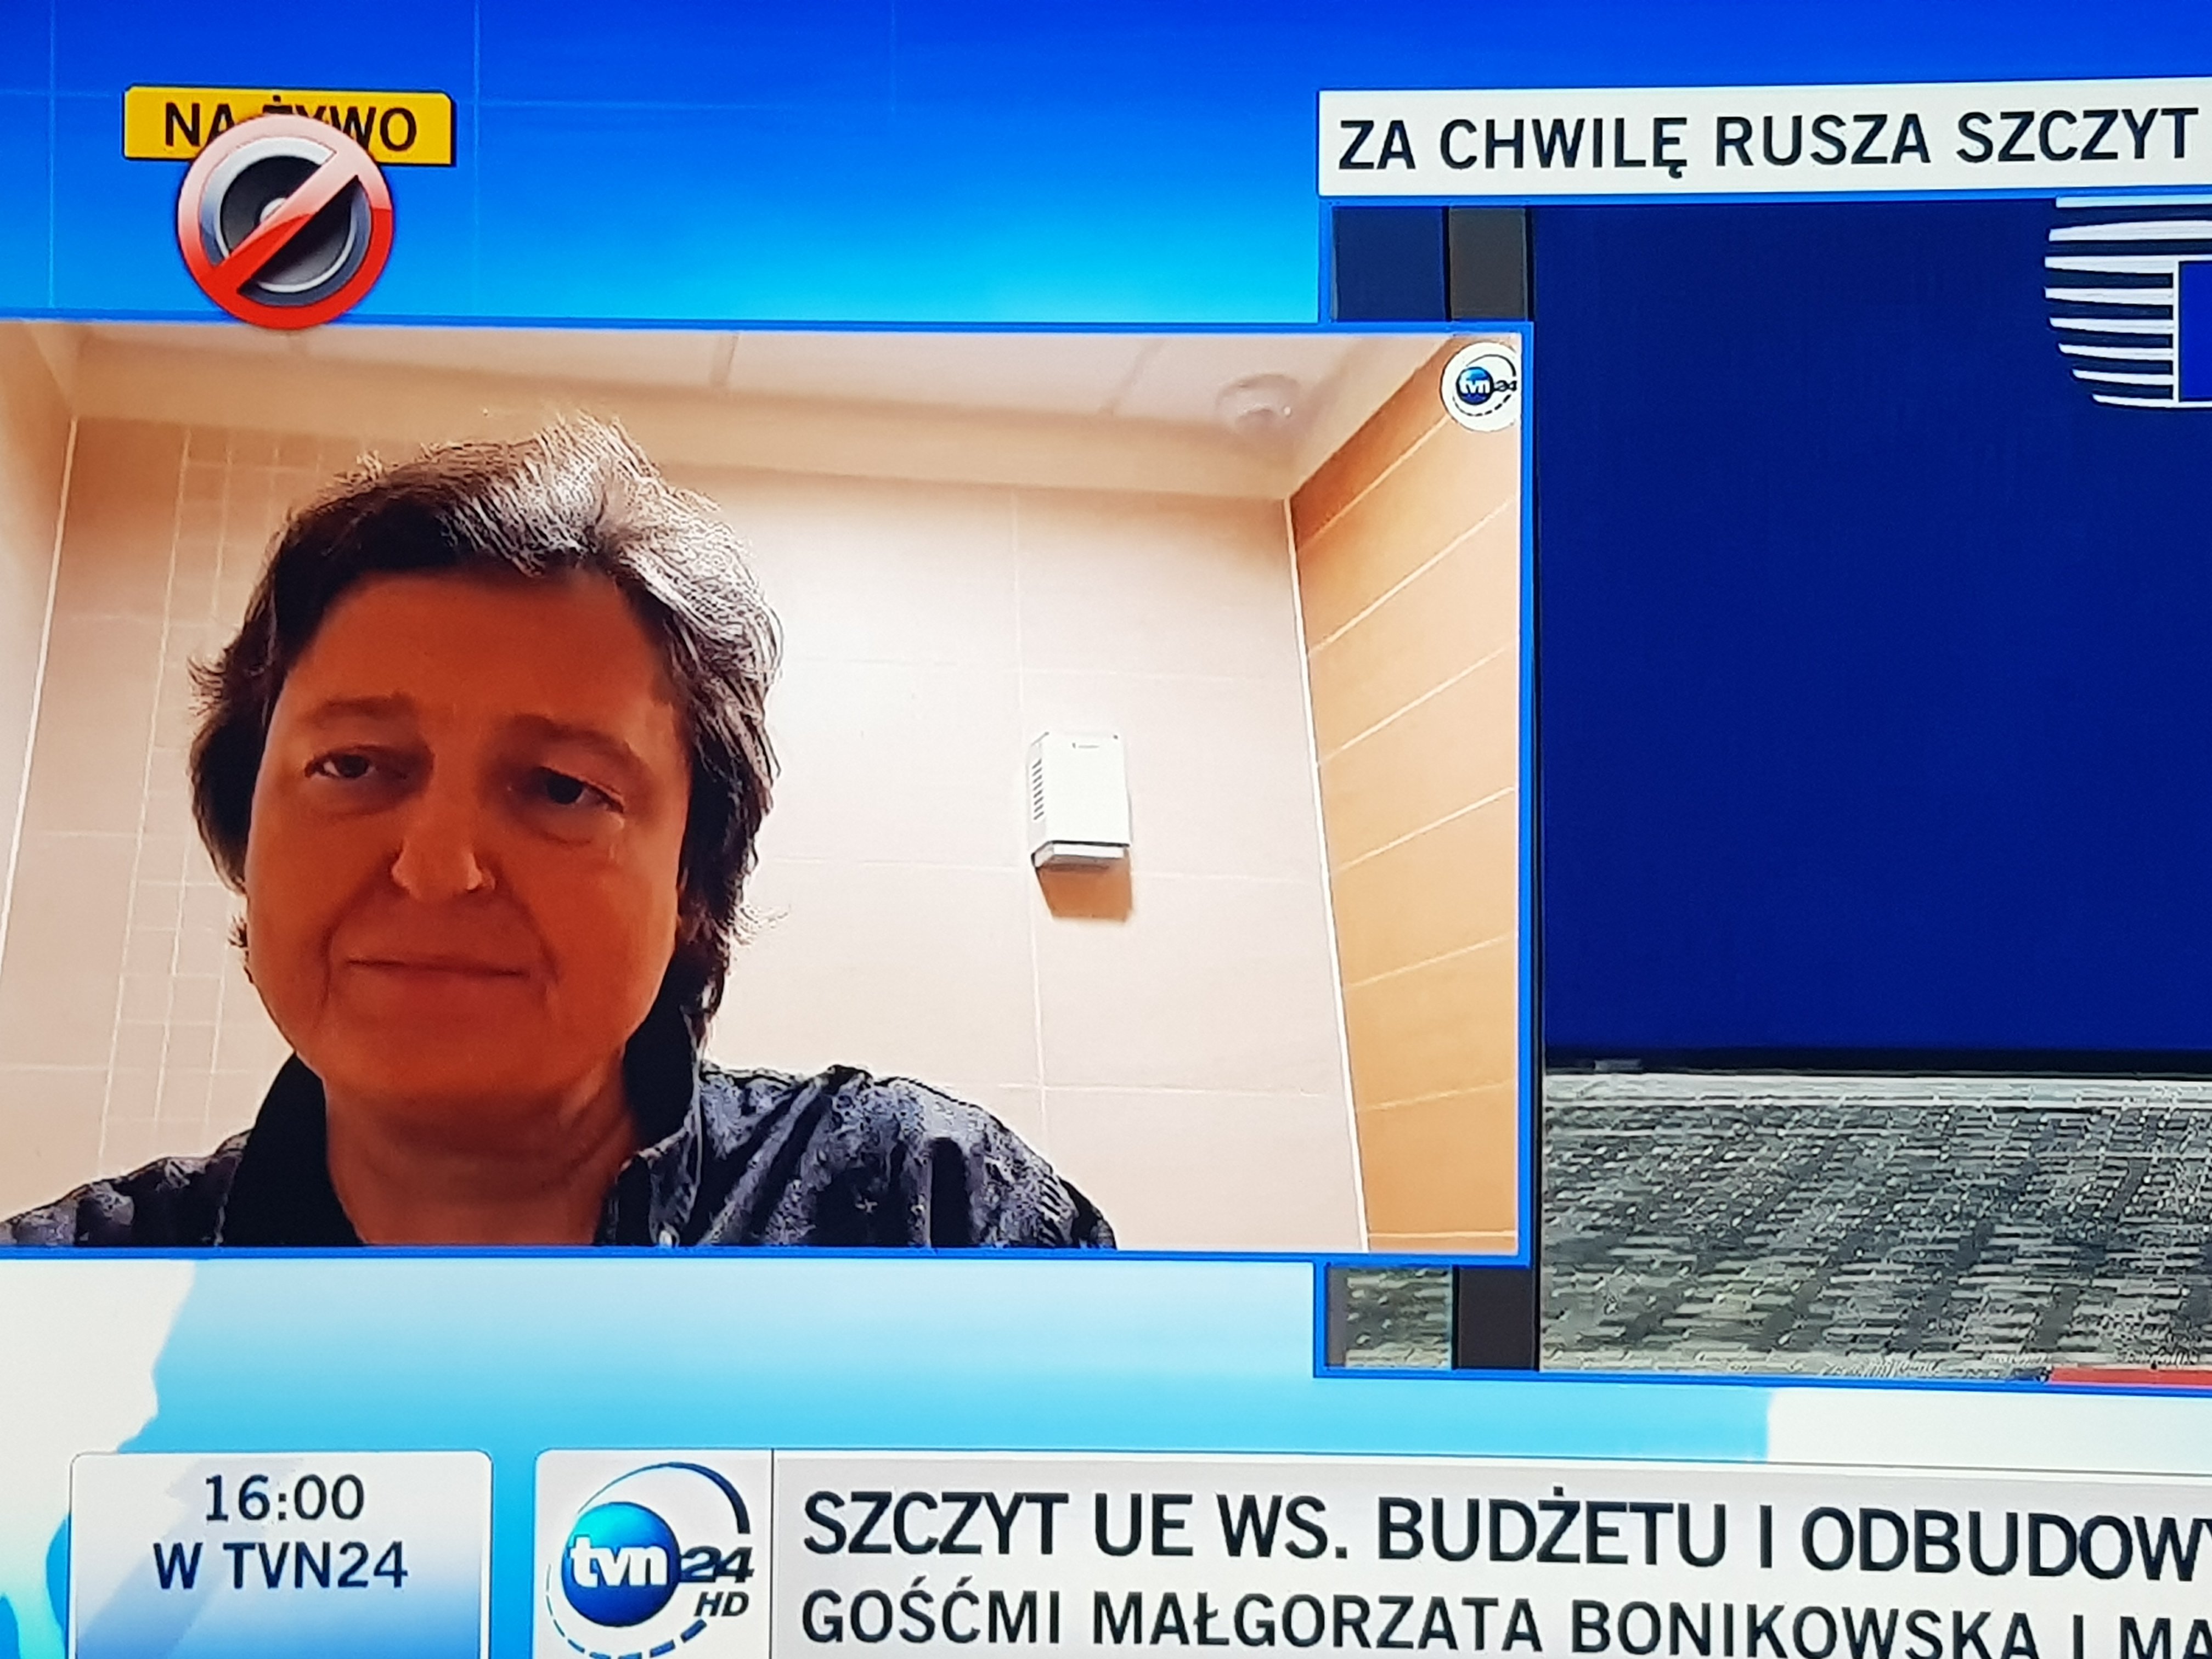 NA ŻYWO
ZA CHWILĘ RUSZA SZCZYT
tvn24
16:00
W TVN24
tvn24
HD
SZCZYT UE WS. BUDŻETU I ODBUDOWY
GOŚĆMI MAŁGORZATA BONIKOWSKA I MA